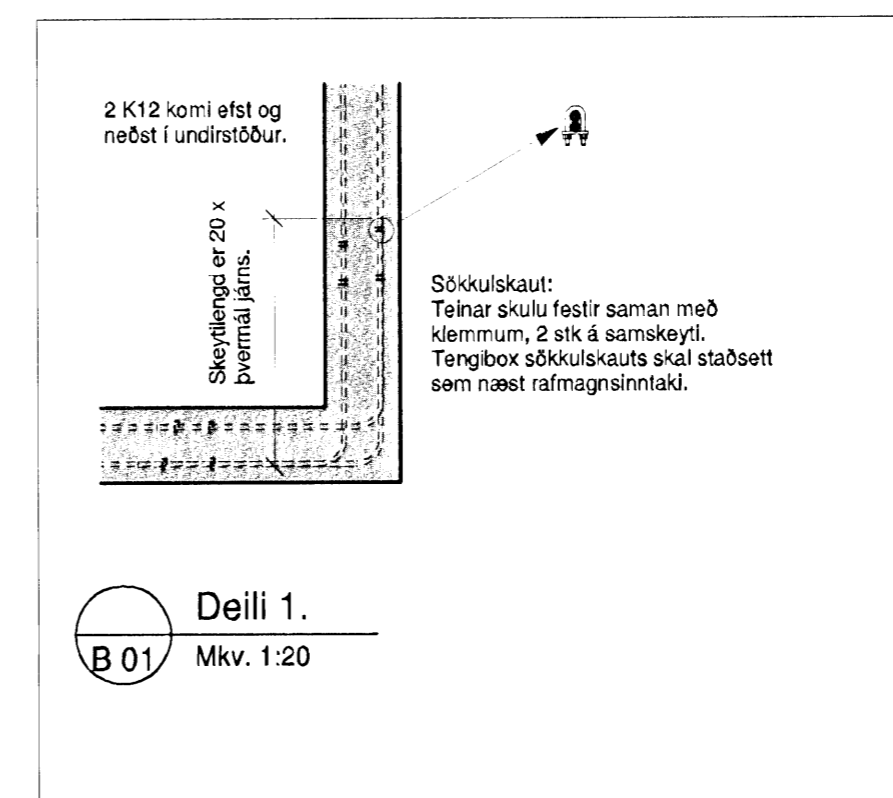 2 K12 komi efst og
neðst í undirstöður.
Skeytilengd er 20 x
þvermál járns.
Sökkulskaut:
Teinar skulu festir saman með
klemmum, 2 stk á samskeyti.
Tengibox sökkulskauts skal staðsett
sem næst rafmagnsinntaki.
Deili 1.
B 01
Mkv. 1:20